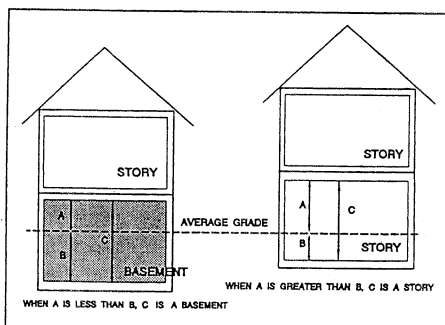 STORY
STORY
A
A
C
AVERAGE GRADE
C
B
B
STORY
BASEMENT
WHEN A IS LESS THAN B, C IS A BASEMENT
WHEN A IS GREATER THAN B, C IS A STORY